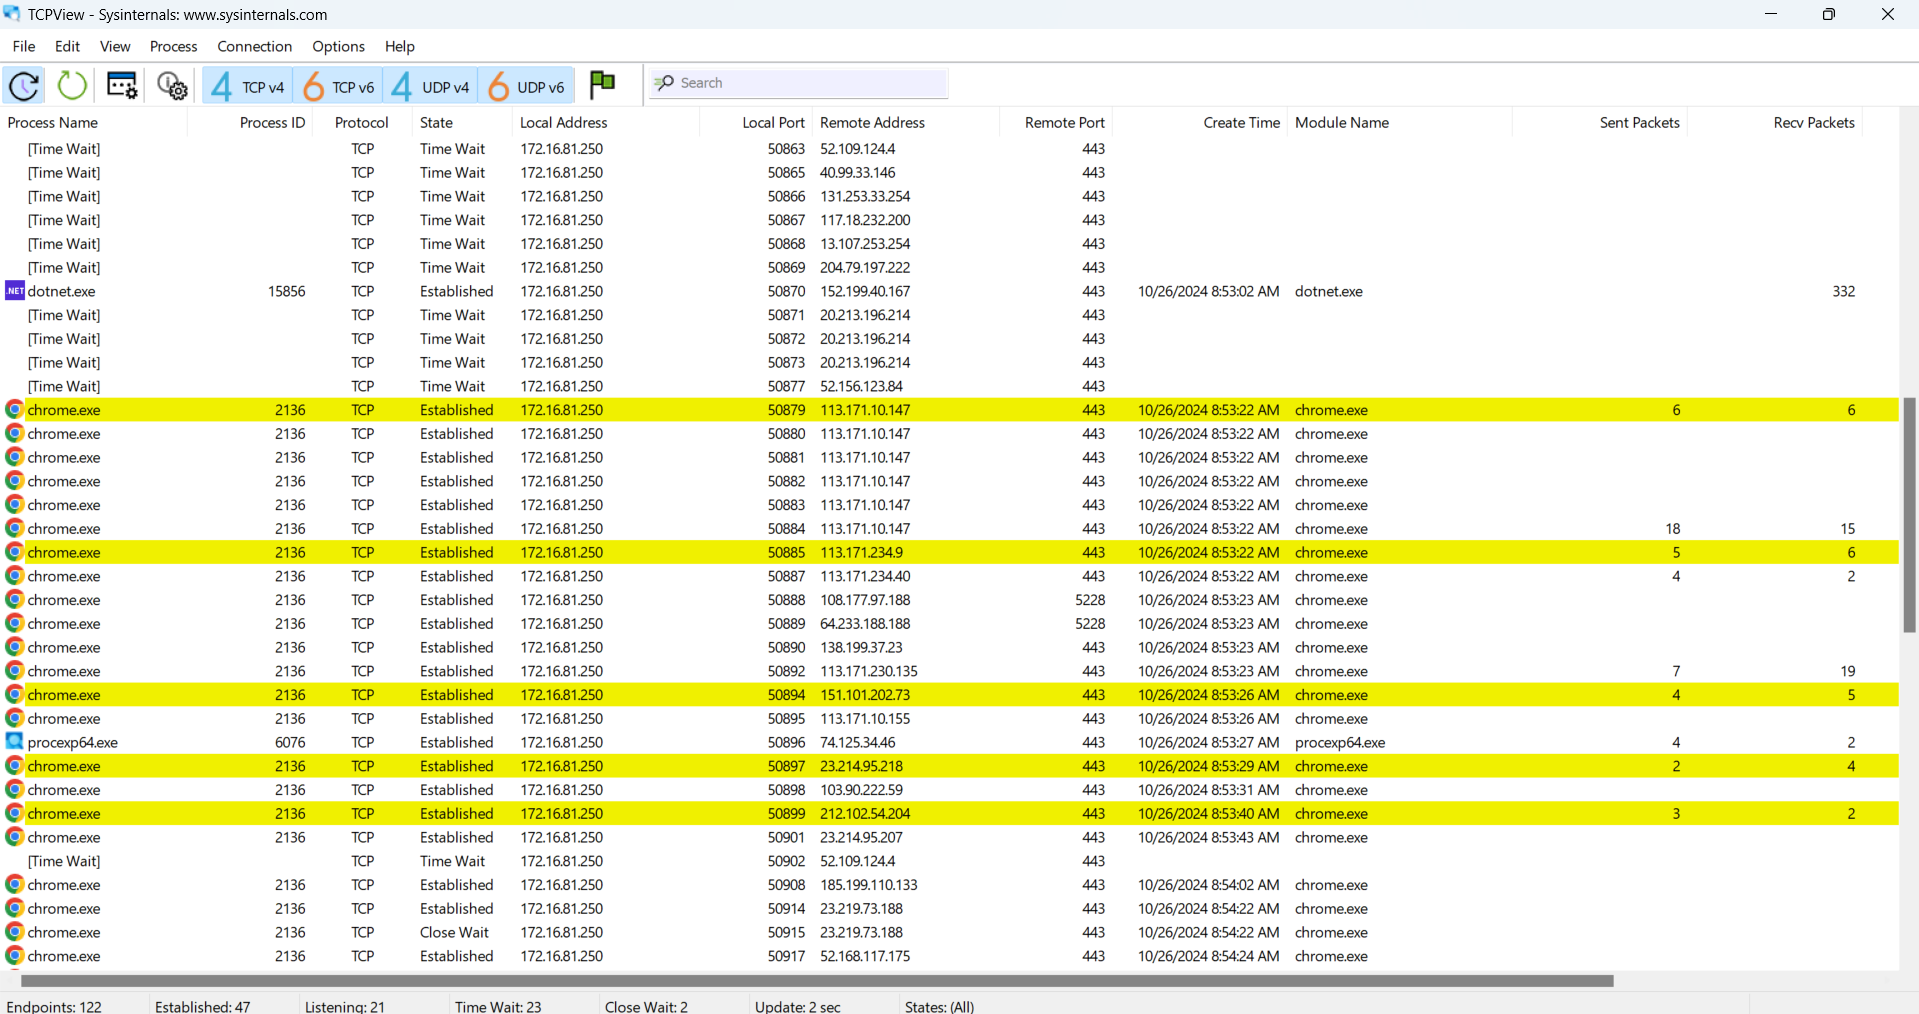 TCPView - Sysinternals: www.sysinternals.com
File Edit View Process Connection Options Help
4 TCP v4 6 TCP v6 4 UDP v4 6 UDP v6 Search
Process Name Process ID Protocol State Local Address Local Port Remote Address Remote Port Create Time Module Name Sent Packets Recv Packets
[Time Wait] TCP Time Wait 172.16.81.250 50863 52.109.124.4 443
[Time Wait] TCP Time Wait 172.16.81.250 50865 40.99.33.146 443
[Time Wait] TCP Time Wait 172.16.81.250 50866 131.253.33.254 443
[Time Wait] TCP Time Wait 172.16.81.250 50867 117.18.232.200 443
[Time Wait] TCP Time Wait 172.16.81.250 50868 13.107.253.254 443
[Time Wait] TCP Time Wait 172.16.81.250 50869 204.79.197.222 443
.NET dotnet.exe 15856 TCP Established 172.16.81.250 50870 152.199.40.167 443 10/26/2024 8:53:02 AM dotnet.exe 332
[Time Wait] TCP Time Wait 172.16.81.250 50871 20.213.196.214 443
[Time Wait] TCP Time Wait 172.16.81.250 50872 20.213.196.214 443
[Time Wait] TCP Time Wait 172.16.81.250 50873 20.213.196.214 443
[Time Wait] TCP Time Wait 172.16.81.250 50877 52.156.123.84 443
chrome.exe 2136 TCP Established 172.16.81.250 50879 113.171.10.147 443 10/26/2024 8:53:22 AM chrome.exe 6 6
chrome.exe 2136 TCP Established 172.16.81.250 50880 113.171.10.147 443 10/26/2024 8:53:22 AM chrome.exe
chrome.exe 2136 TCP Established 172.16.81.250 50881 113.171.10.147 443 10/26/2024 8:53:22 AM chrome.exe
chrome.exe 2136 TCP Established 172.16.81.250 50882 113.171.10.147 443 10/26/2024 8:53:22 AM chrome.exe
chrome.exe 2136 TCP Established 172.16.81.250 50883 113.171.10.147 443 10/26/2024 8:53:22 AM chrome.exe
chrome.exe 2136 TCP Established 172.16.81.250 50884 113.171.10.147 443 10/26/2024 8:53:22 AM chrome.exe 18 15
chrome.exe 2136 TCP Established 172.16.81.250 50885 113.171.234.9 443 10/26/2024 8:53:22 AM chrome.exe 5 6
chrome.exe 2136 TCP Established 172.16.81.250 50887 113.171.234.40 443 10/26/2024 8:53:22 AM chrome.exe 4 2
chrome.exe 2136 TCP Established 172.16.81.250 50888 108.177.97.188 5228 10/26/2024 8:53:23 AM chrome.exe
chrome.exe 2136 TCP Established 172.16.81.250 50889 64.233.188.188 5228 10/26/2024 8:53:23 AM chrome.exe
chrome.exe 2136 TCP Established 172.16.81.250 50890 138.199.37.23 443 10/26/2024 8:53:23 AM chrome.exe
chrome.exe 2136 TCP Established 172.16.81.250 50892 113.171.230.135 443 10/26/2024 8:53:23 AM chrome.exe 7 19
chrome.exe 2136 TCP Established 172.16.81.250 50894 151.101.202.73 443 10/26/2024 8:53:26 AM chrome.exe 4 5
chrome.exe 2136 TCP Established 172.16.81.250 50895 113.171.10.155 443 10/26/2024 8:53:26 AM chrome.exe
procexp64.exe 6076 TCP Established 172.16.81.250 50896 74.125.34.46 443 10/26/2024 8:53:27 AM procexp64.exe 4 2
chrome.exe 2136 TCP Established 172.16.81.250 50897 23.214.95.218 443 10/26/2024 8:53:29 AM chrome.exe 2 4
chrome.exe 2136 TCP Established 172.16.81.250 50898 103.90.222.59 443 10/26/2024 8:53:31 AM chrome.exe
chrome.exe 2136 TCP Established 172.16.81.250 50899 212.102.54.204 443 10/26/2024 8:53:40 AM chrome.exe 3 2
chrome.exe 2136 TCP Established 172.16.81.250 50901 23.214.95.207 443 10/26/2024 8:53:43 AM chrome.exe
[Time Wait] TCP Time Wait 172.16.81.250 50902 52.109.124.4 443
chrome.exe 2136 TCP Established 172.16.81.250 50908 185.199.110.133 443 10/26/2024 8:54:02 AM chrome.exe
chrome.exe 2136 TCP Established 172.16.81.250 50914 23.219.73.188 443 10/26/2024 8:54:22 AM chrome.exe
chrome.exe 2136 TCP Close Wait 172.16.81.250 50915 23.219.73.188 443 10/26/2024 8:54:22 AM chrome.exe
chrome.exe 2136 TCP Established 172.16.81.250 50917 52.168.117.175 443 10/26/2024 8:54:24 AM chrome.exe
Endpoints: 122 Established: 47 Listening: 21 Time Wait: 23 Close Wait: 2 Update: 2 sec States: (All)